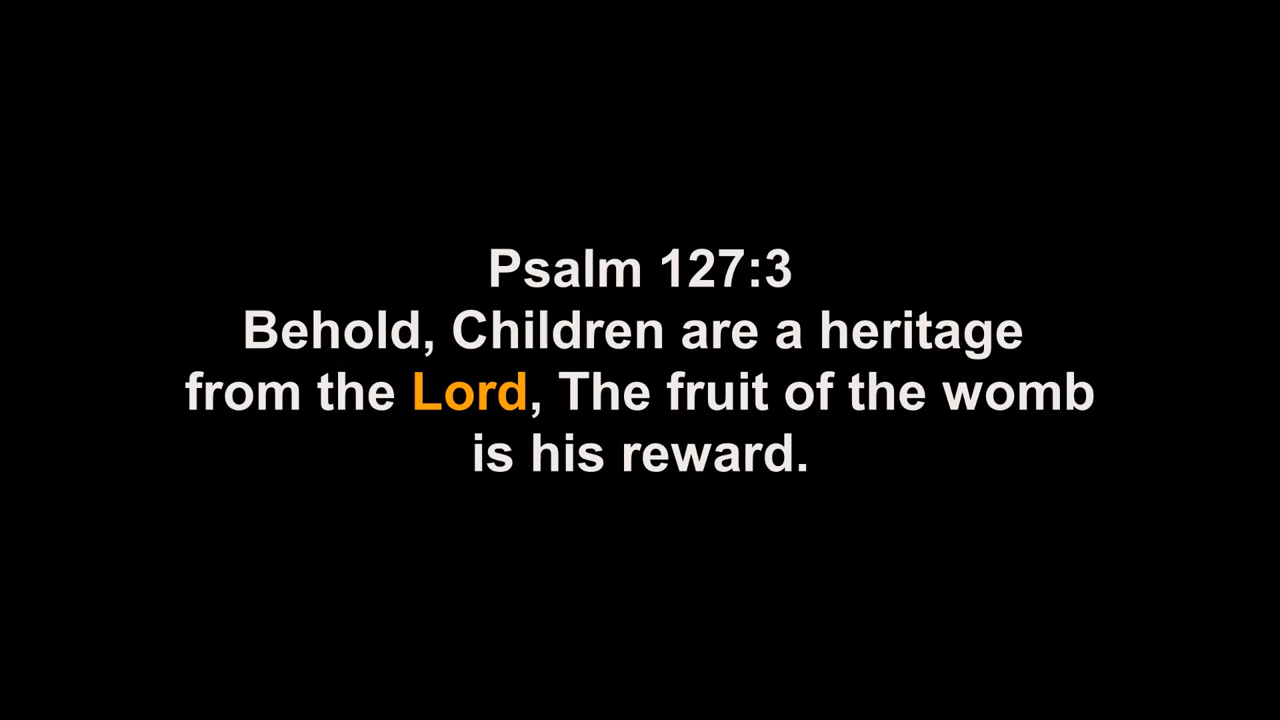 Psalm 127:3
Behold, Children are a heritage
from the Lord, The fruit of the womb
is his reward.